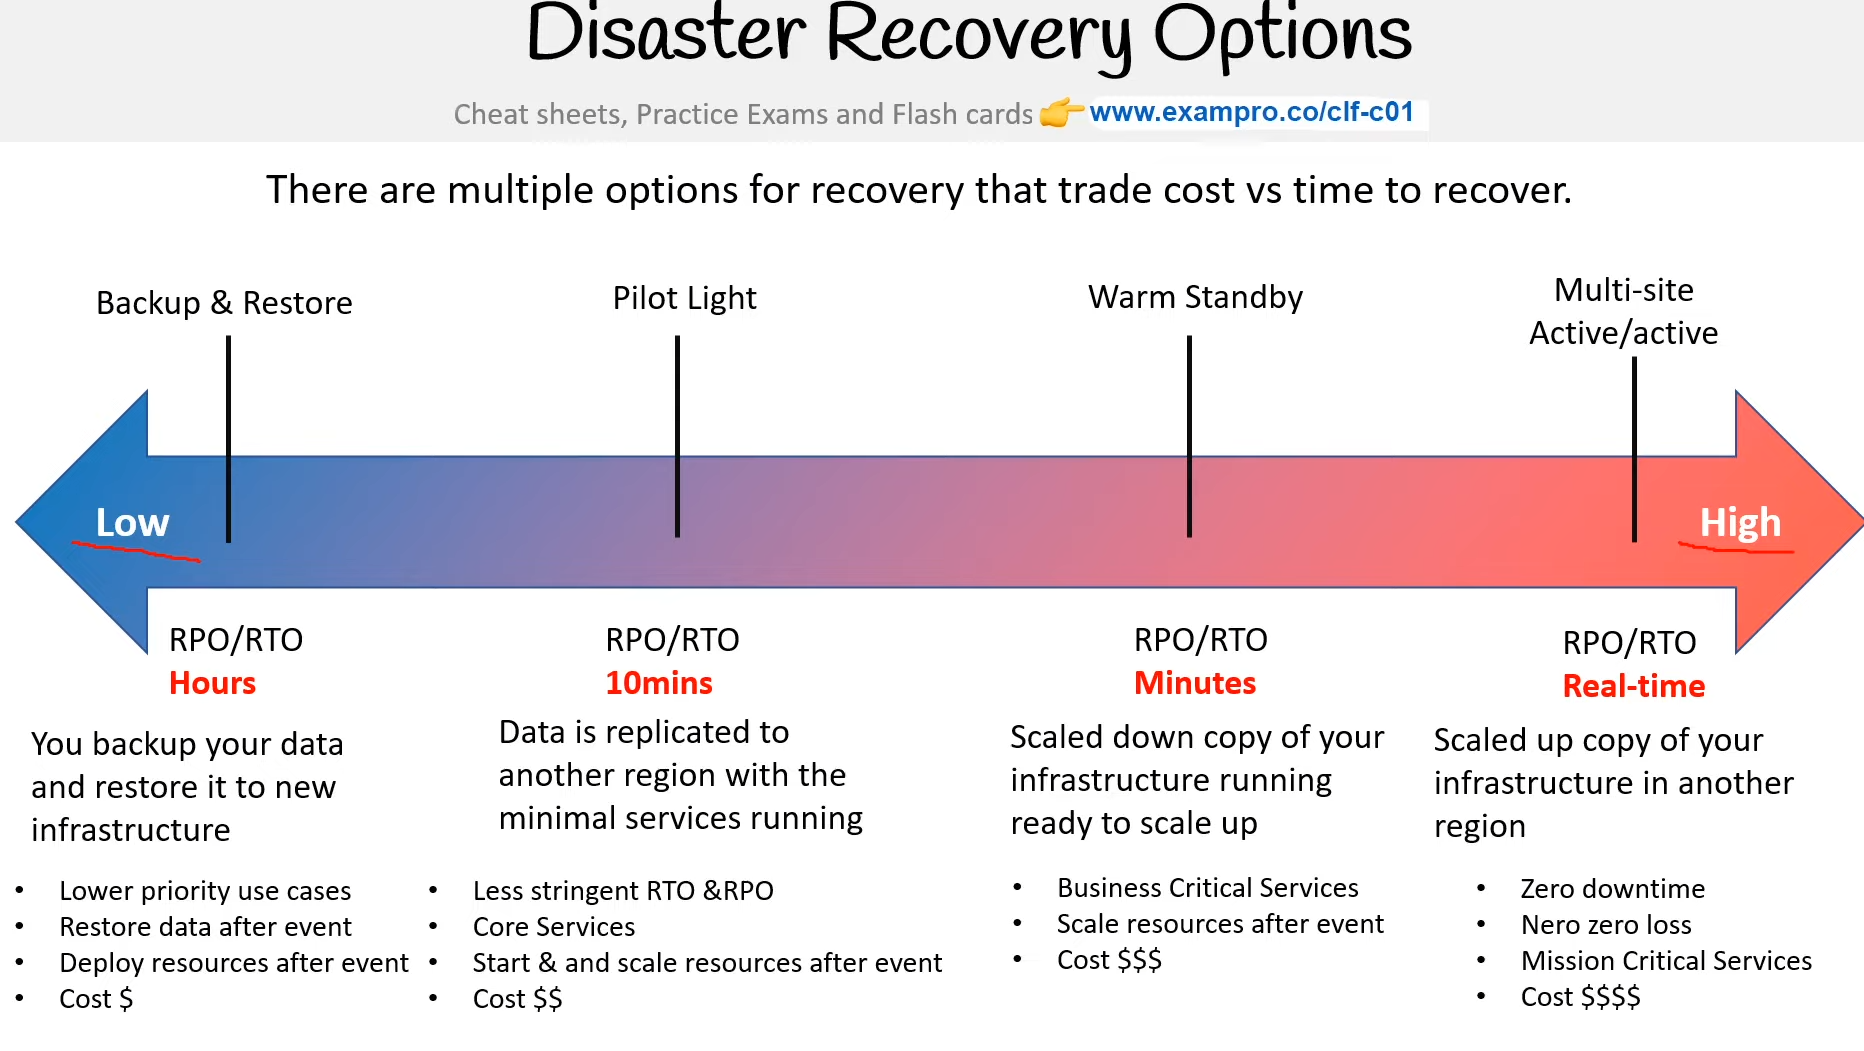 Disaster Recovery Options
Cheat sheets, Practice Exams and Flash cards 👉 www.exampro.co/clf-c01
There are multiple options for recovery that trade cost vs time to recover.
Backup & Restore
Pilot Light
Warm Standby
Multi-site
Active/active
Low
High
RPO/RTO
Hours
You backup your data
and restore it to new
infrastructure
• Lower priority use cases
• Restore data after event
• Deploy resources after event
• Cost $
RPO/RTO
10mins
Data is replicated to
another region with the
minimal services running
• Less stringent RTO &RPO
• Core Services
• Start & and scale resources after event
• Cost $$
RPO/RTO
Minutes
Scaled down copy of your
infrastructure running
ready to scale up
• Business Critical Services
• Scale resources after event
• Cost $$$
RPO/RTO
Real-time
Scaled up copy of your
infrastructure in another
region
• Zero downtime
• Nero zero loss
• Mission Critical Services
• Cost $$$$